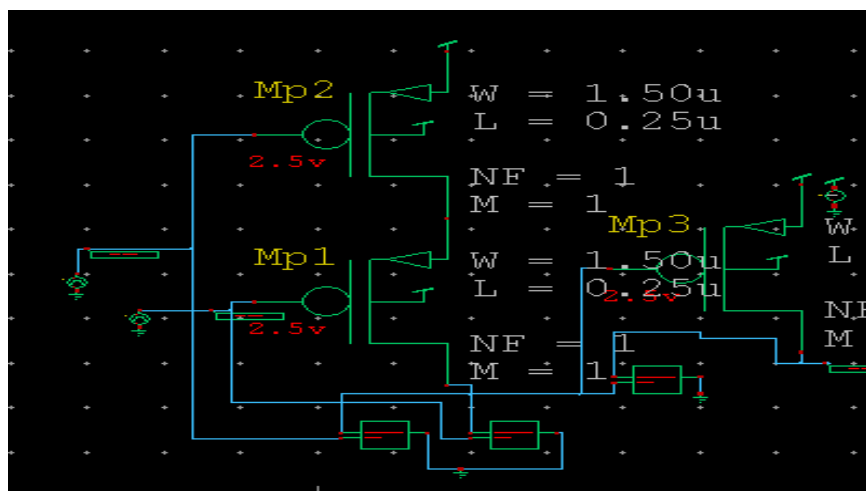 Mp2
W = 1.50u
L = 0.25u
2.5v
NF = 1
M = 1
Mp3
W
Mp1
W = 1.50u
L
L = 0.25u
2.5v
2.5v
NF
NF = 1
M
M = 1